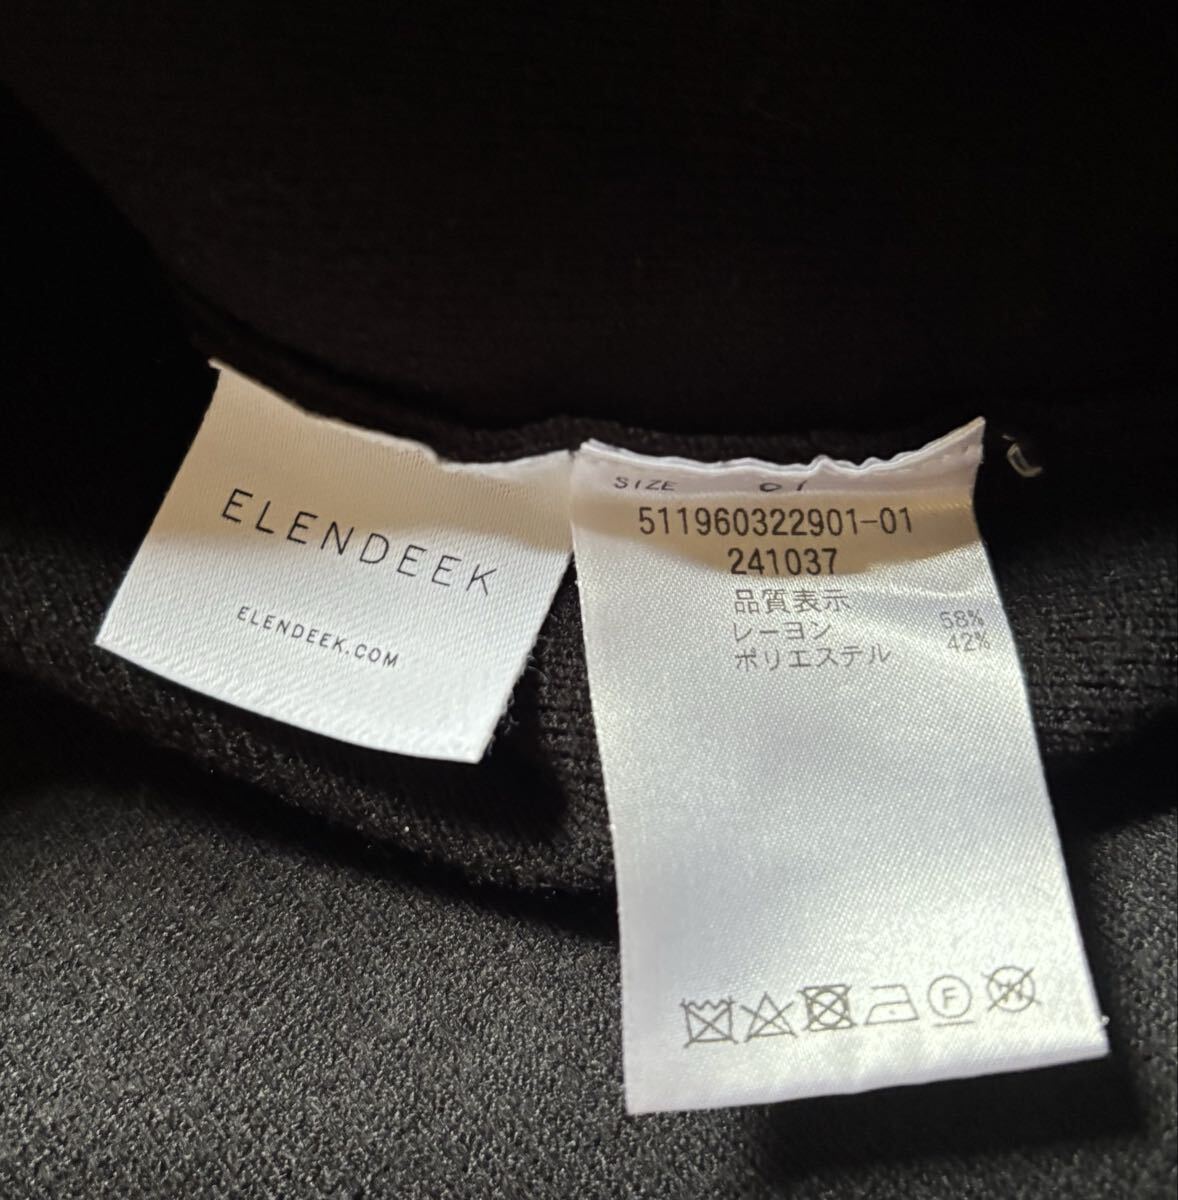 ELENDEEK
ELENDEEK.COM
SIZE 01
511960322901-01
241037
品質表示
レーヨン 58%
ポリエステル 42%
F
W